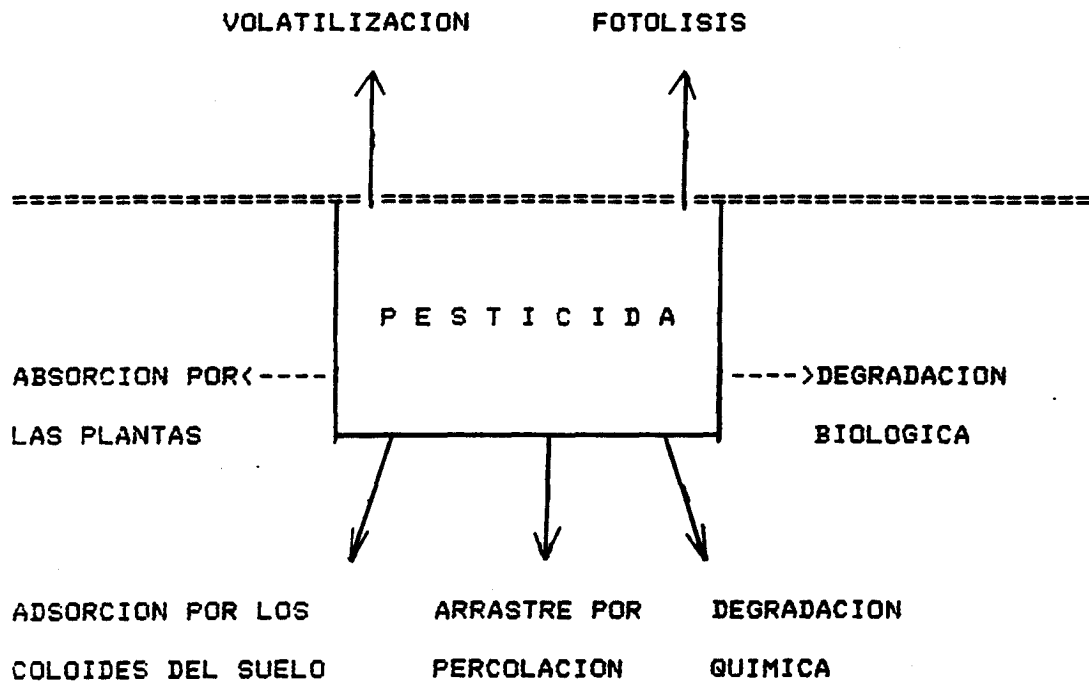 VOLATILIZACION FOTOLISIS
P E S T I C I D A
ABSORCION POR<---- ---->DEGRADACION
LAS PLANTAS BIOLOGICA
ADSORCION POR LOS ARRASTRE POR DEGRADACION
COLOIDES DEL SUELO PERCOLACION QUIMICA